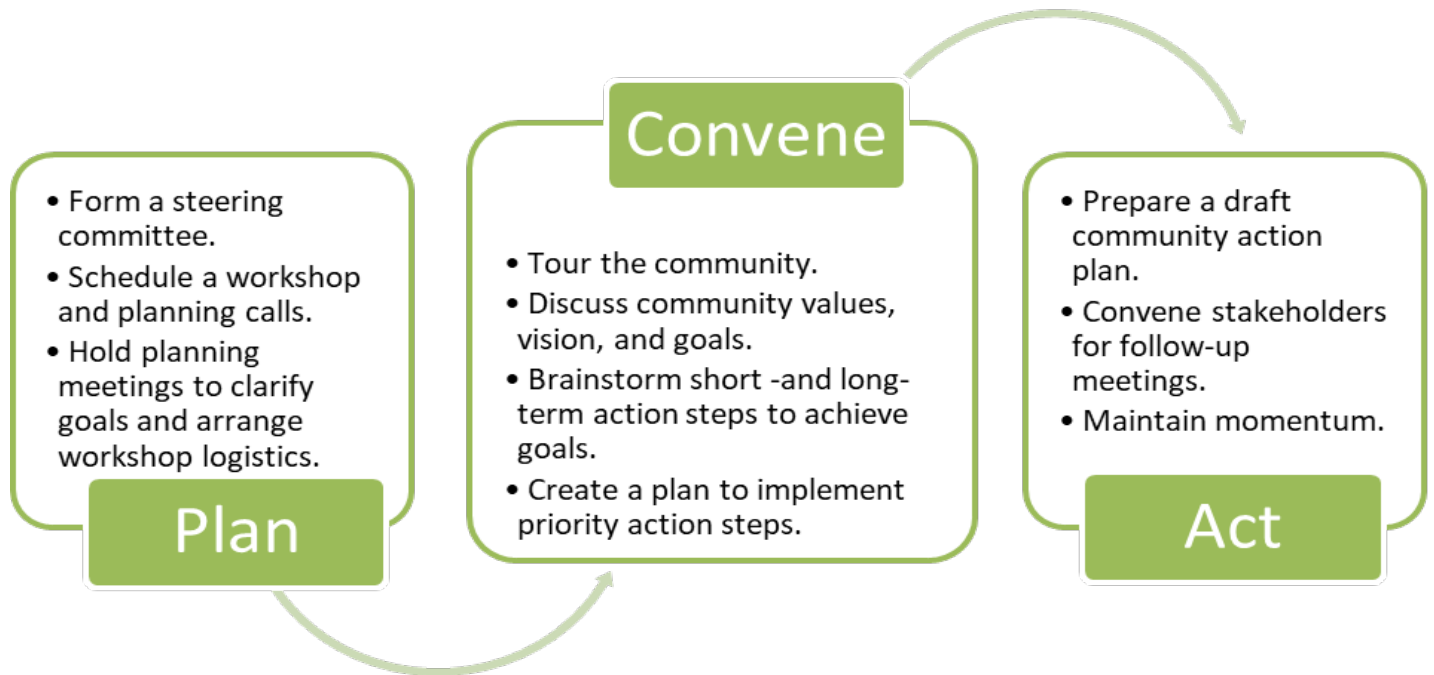 • Form a steering
committee.
• Schedule a workshop
and planning calls.
• Hold planning
meetings to clarify
goals and arrange
workshop logistics.
Plan
Convene
• Tour the community.
• Discuss community values,
vision, and goals.
• Brainstorm short -and long-
term action steps to achieve
goals.
• Create a plan to implement
priority action steps.
• Prepare a draft
community action
plan.
• Convene stakeholders
for follow-up
meetings.
• Maintain momentum.
Act